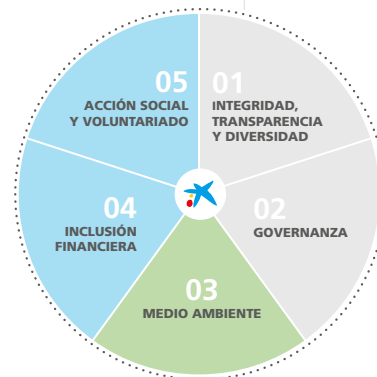 01
INTEGRIDAD,
TRANSPARENCIA
Y DIVERSIDAD
02
GOVERNANZA
03
MEDIO AMBIENTE
04
INCLUSIÓN
FINANCIERA
05
ACCIÓN SOCIAL
Y VOLUNTARIADO